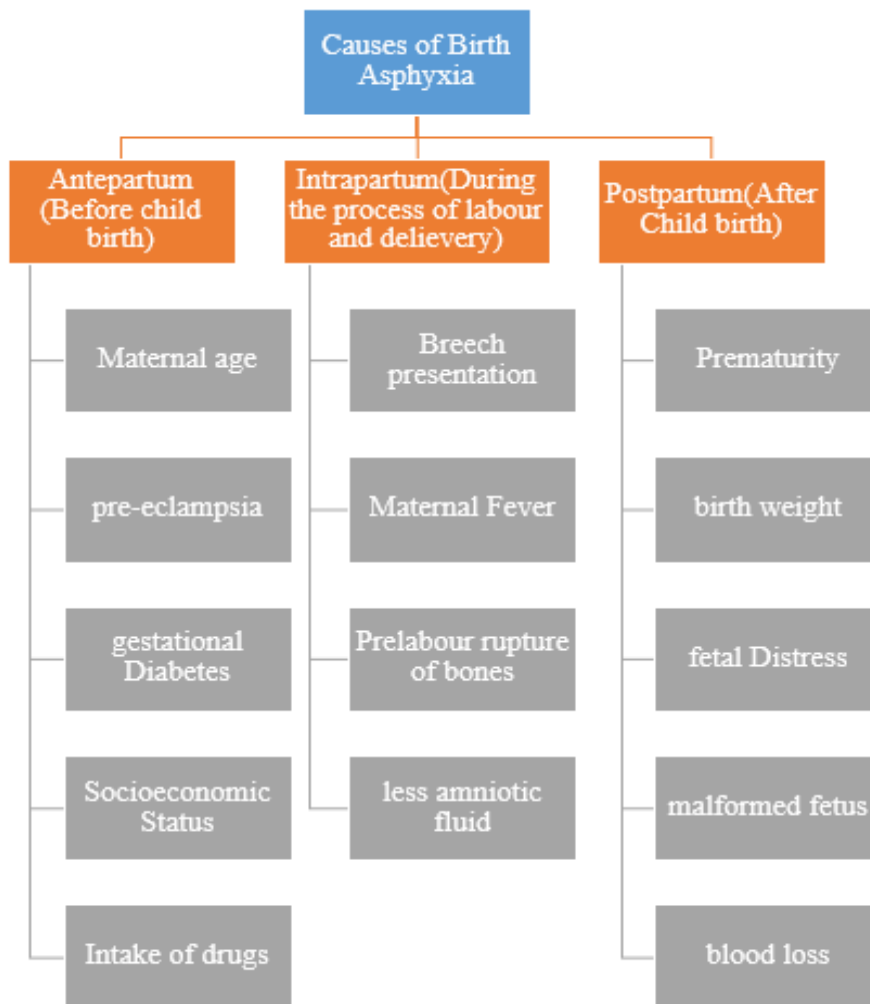 Causes of Birth
Asphyxia
Antepartum
(Before child
birth)
Intrapartum(During
the process of labour
and delievery)
Postpartum(After
Child birth)
Maternal age
pre-eclampsia
gestational
Diabetes
Socioeconomic
Status
Intake of drugs
Breech
presentation
Maternal Fever
Prelabour rupture
of bones
less amniotic
fluid
Prematurity
birth weight
fetal Distress
malformed fetus
blood loss